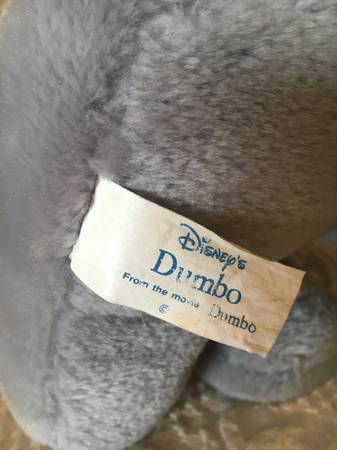 Disney's
Dumbo
From the movie Dumbo
©